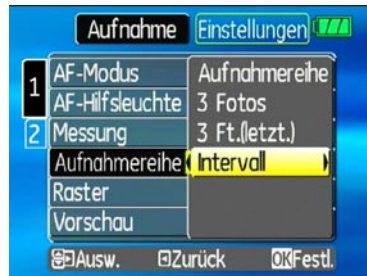 Aufnahme Einstellungen
1
2
AF-Modus
AF-Hilfsleuchte
Messung
Aufnahmereihe
Raster
Vorschau
Aufnahmereihe
3 Fotos
3 Ft.(letzt.)
Intervall
Ausw. Zurück OK Festl.